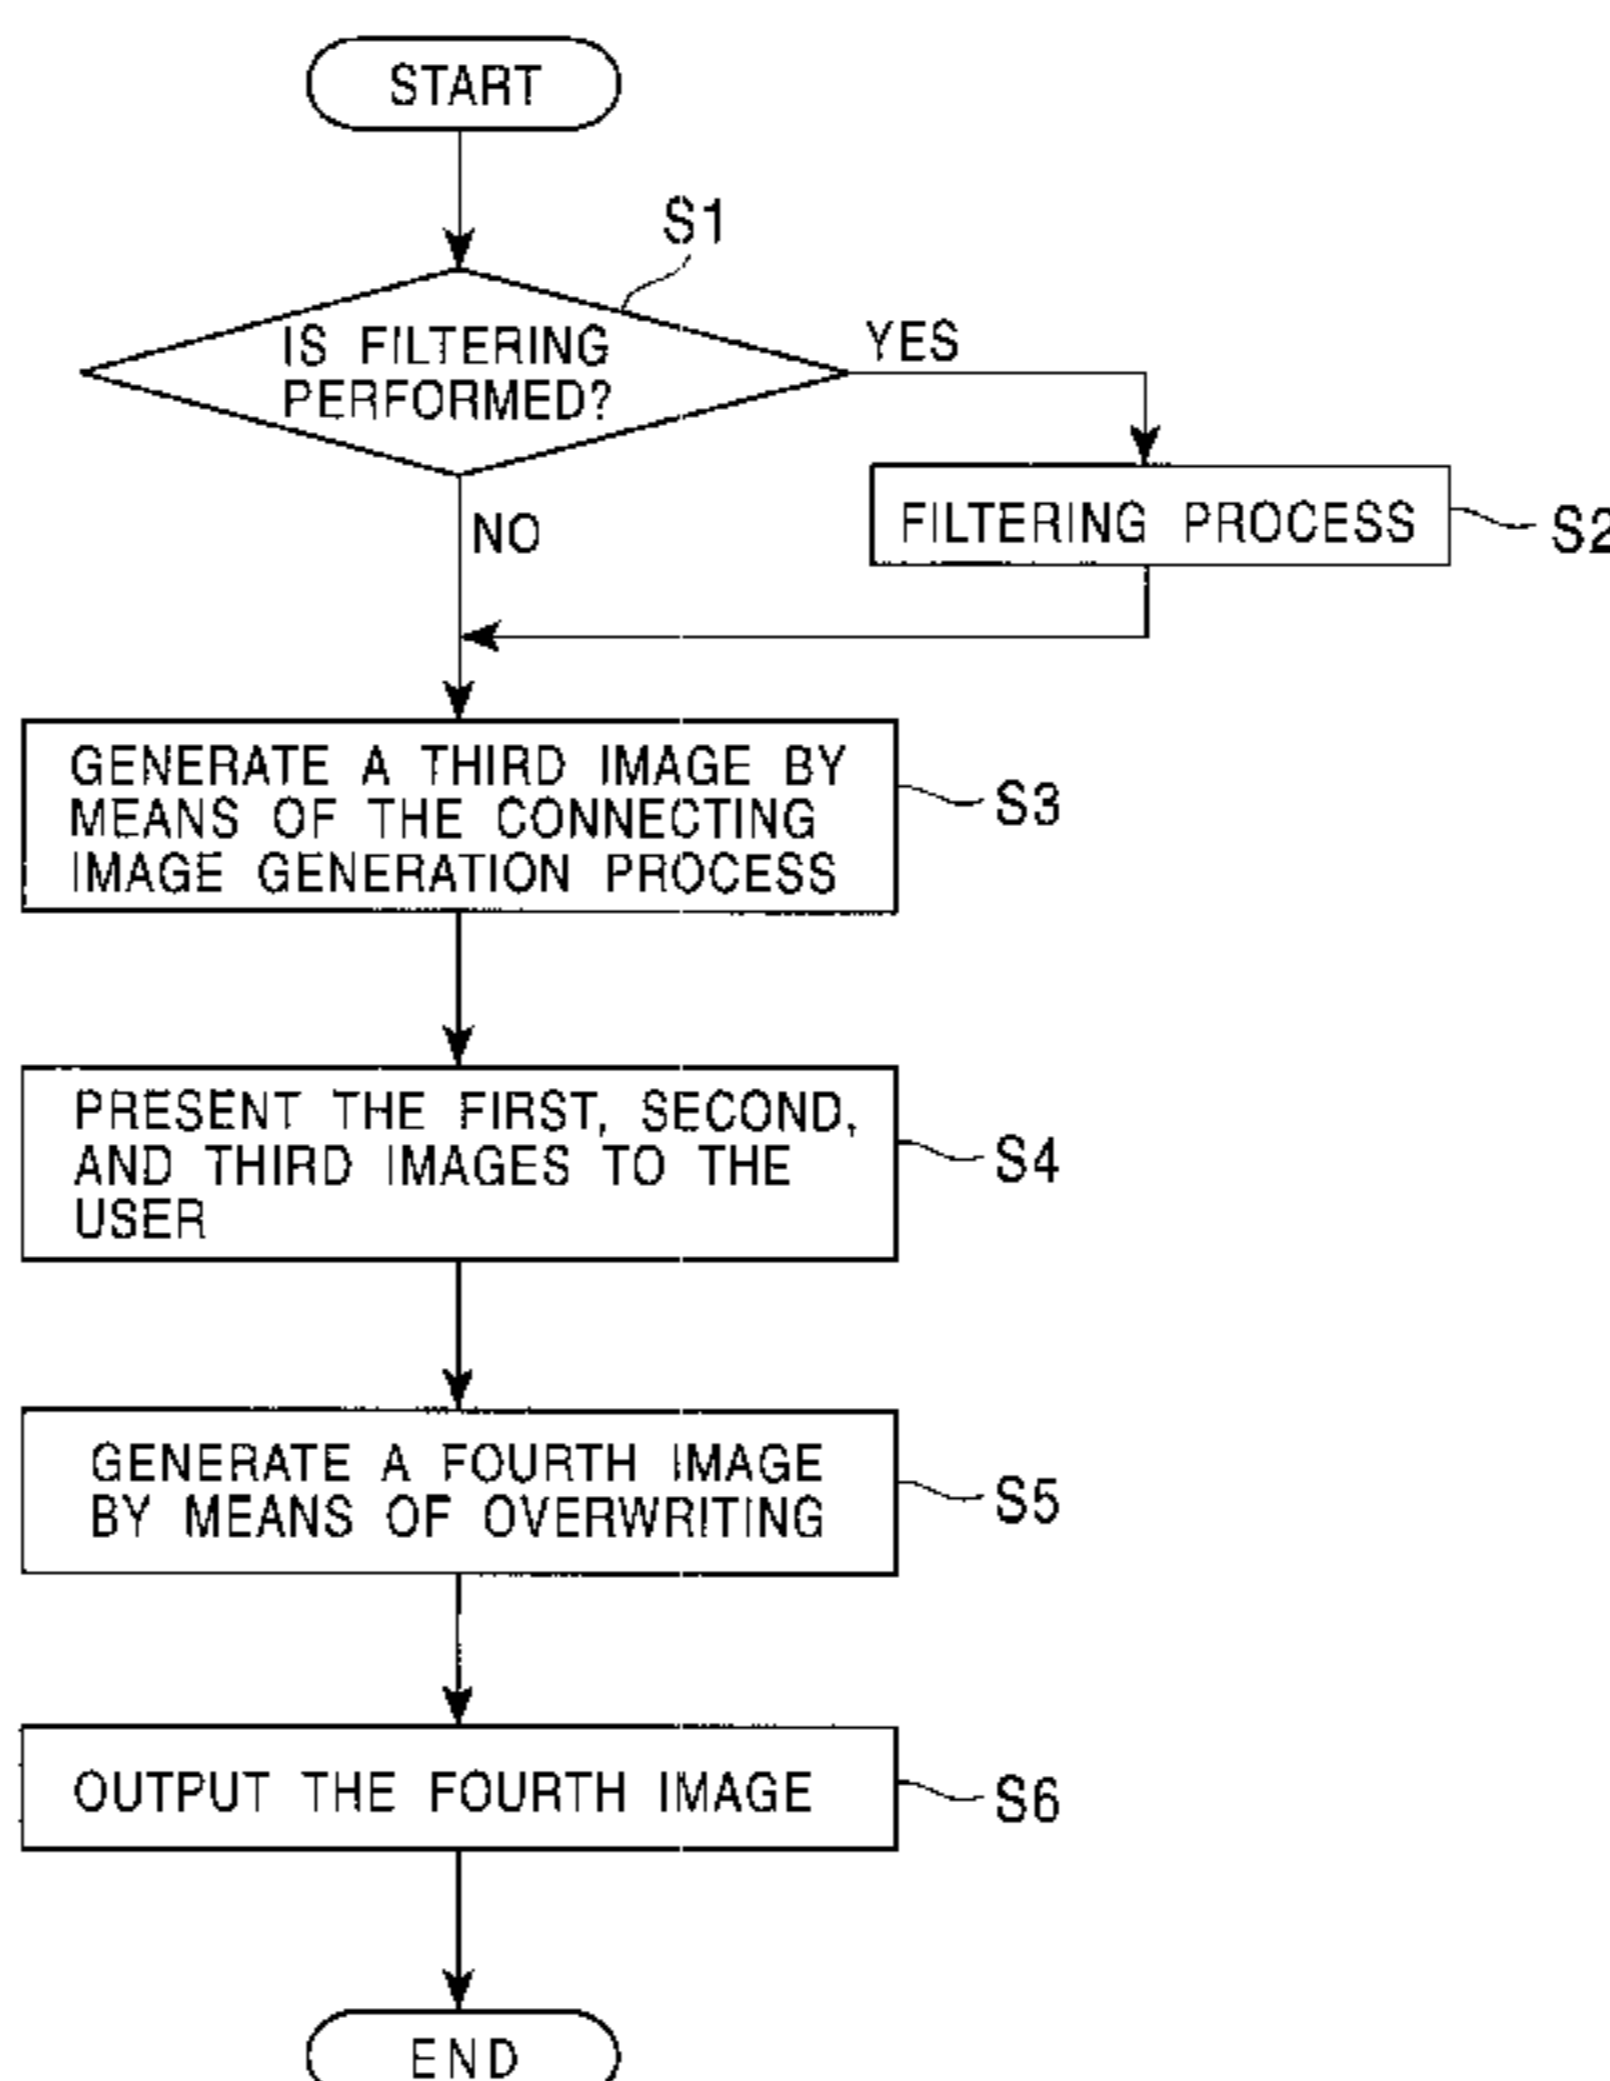 START
S1
IS FILTERING
PERFORMED?
YES
NO
FILTERING PROCESS
S2
GENERATE A THIRD IMAGE BY
MEANS OF THE CONNECTING
IMAGE GENERATION PROCESS
S3
PRESENT THE FIRST, SECOND,
AND THIRD IMAGES TO THE
USER
S4
GENERATE A FOURTH IMAGE
BY MEANS OF OVERWRITING
S5
OUTPUT THE FOURTH IMAGE
S6
END